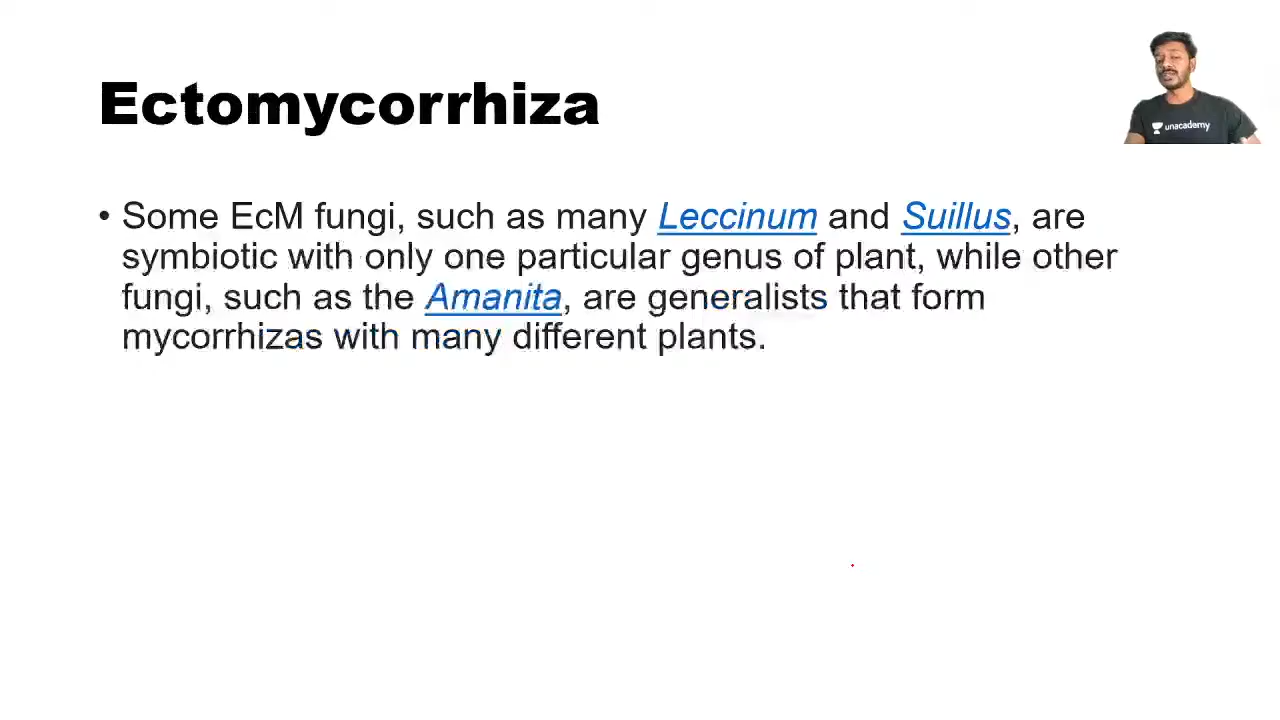 Ectomycorrhiza
unacademy
• Some EcM fungi, such as many Leccinum and Suillus, are
symbiotic with only one particular genus of plant, while other
fungi, such as the Amanita, are generalists that form
mycorrhizas with many different plants.